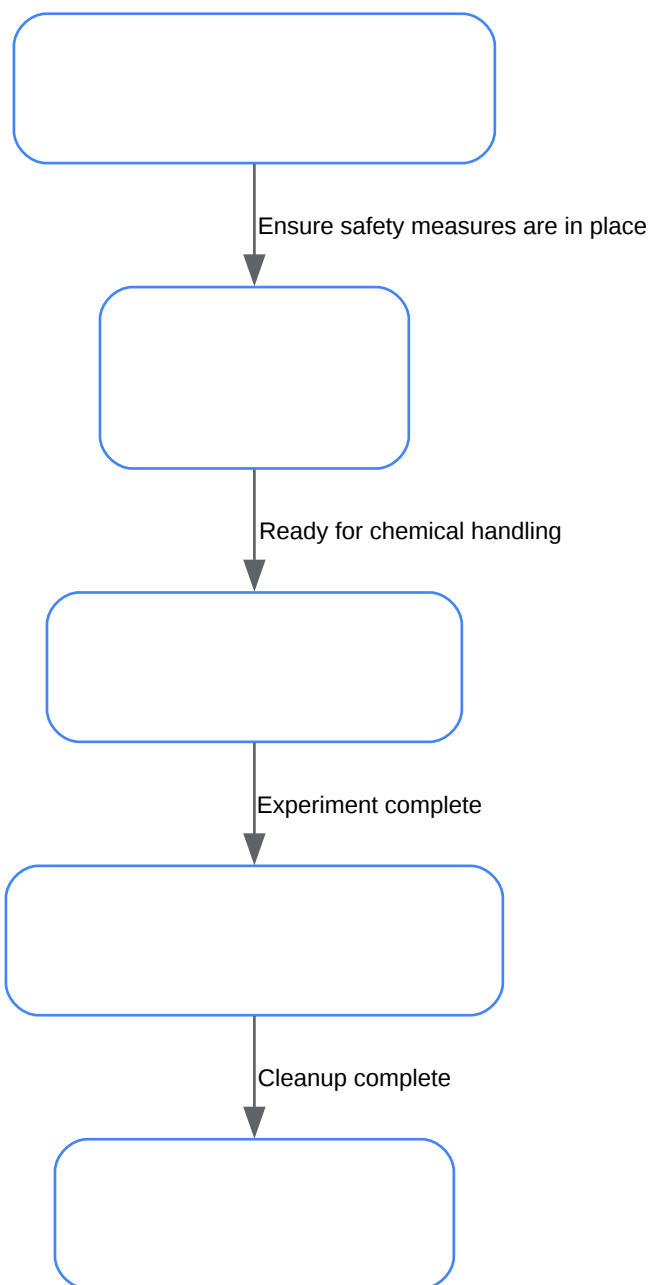 Ensure safety measures are in place
Ready for chemical handling
Experiment complete
Cleanup complete